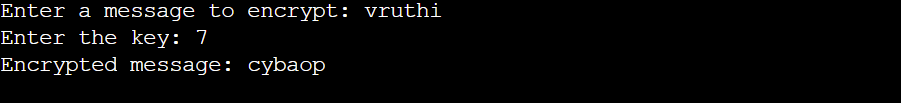 Enter a message to encrypt: vruthi
Enter the key: 7
Encrypted message: cybaop